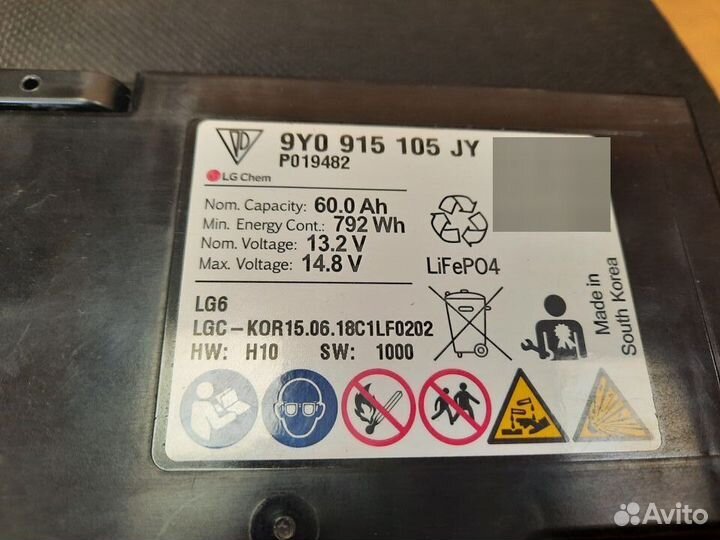 9Y0 915 105 JY
P019482
LG Chem
Nom. Capacity: 60.0 Ah
Min. Energy Cont.: 792 Wh
Nom. Voltage: 13.2 V
Max. Voltage: 14.8 V
LiFePO4
LG6
LGC-KOR15.06.18C1LF0202
HW: H10 SW: 1000
Made in
South Korea
Avito